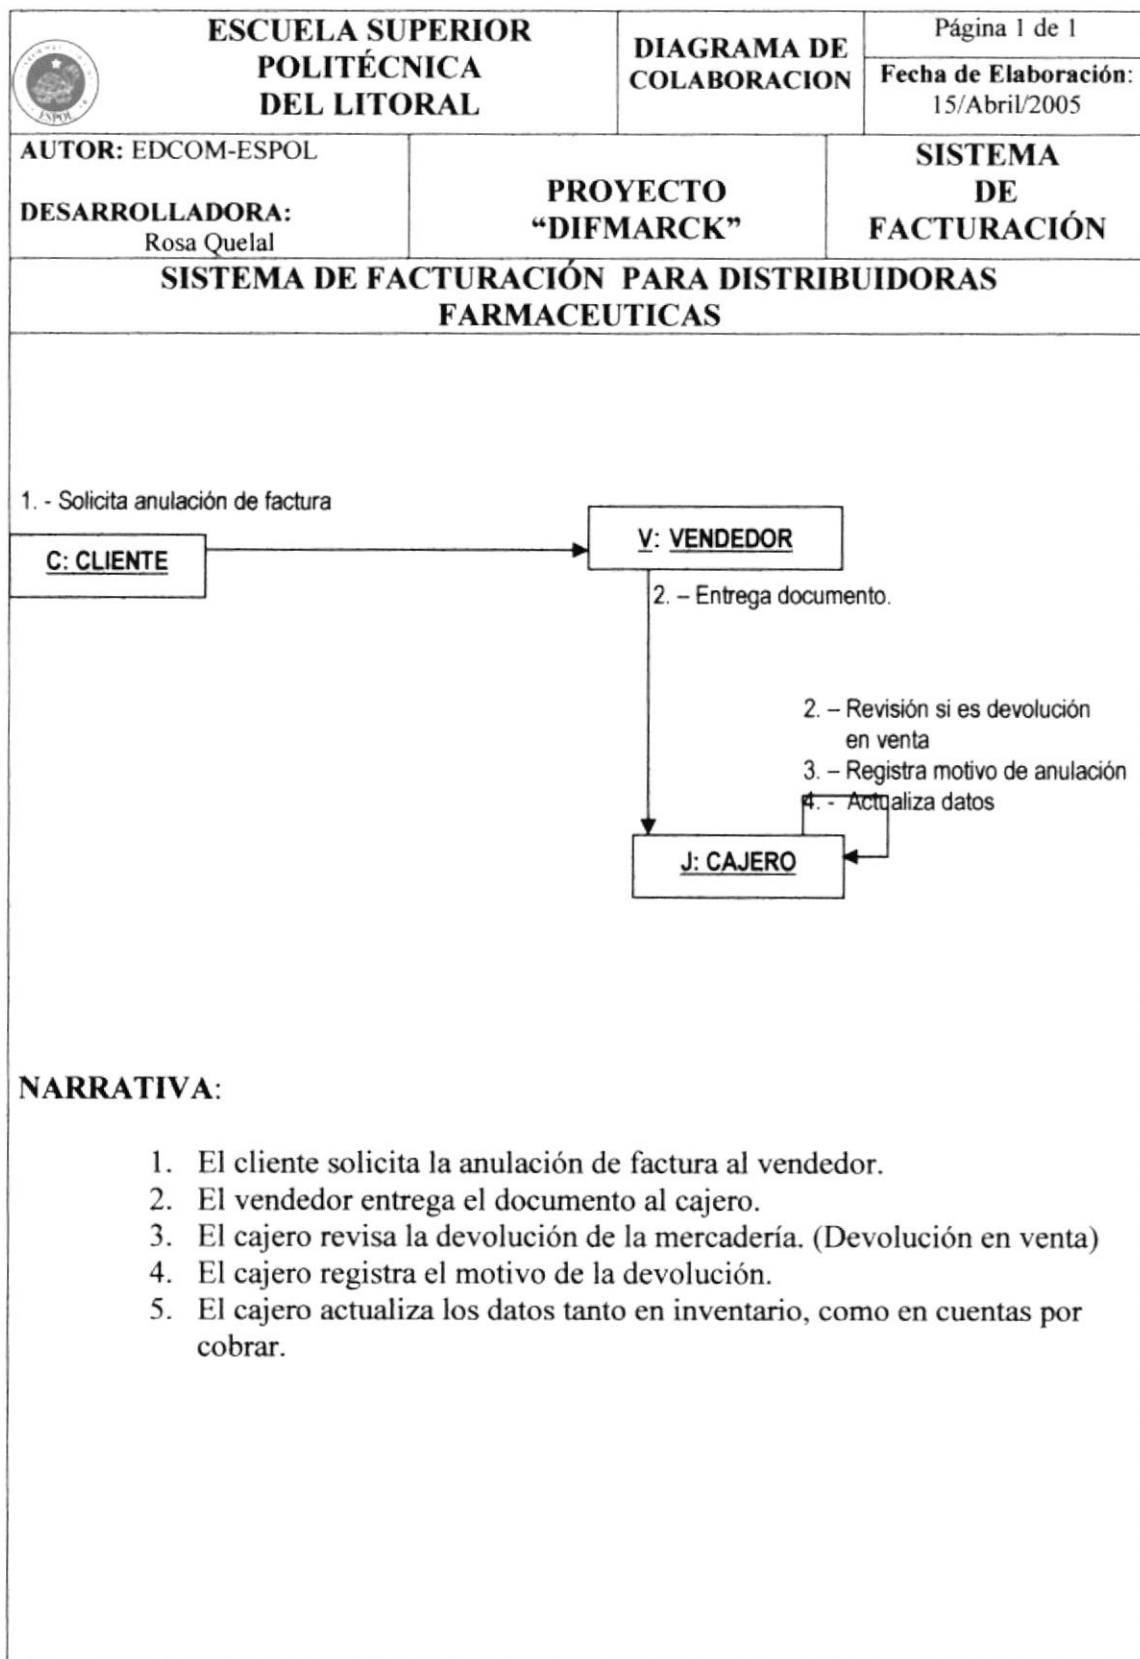 ESCUELA SUPERIOR
POLITÉCNICA
DEL LITORAL
DIAGRAMA DE
COLABORACION
Página 1 de 1
Fecha de Elaboración:
15/Abril/2005
ESPOL
AUTOR: EDCOM-ESPOL
DESARROLLADORA:
Rosa Quelal
PROYECTO
“DIFMARCK”
SISTEMA
DE
FACTURACIÓN
SISTEMA DE FACTURACIÓN PARA DISTRIBUIDORAS
FARMACEUTICAS
1. - Solicita anulación de factura
C: CLIENTE
V: VENDEDOR
2. – Entrega documento.
2. – Revisión si es devolución
en venta
3. – Registra motivo de anulación
4. - Actualiza datos
J: CAJERO
NARRATIVA:
1. El cliente solicita la anulación de factura al vendedor.
2. El vendedor entrega el documento al cajero.
3. El cajero revisa la devolución de la mercadería. (Devolución en venta)
4. El cajero registra el motivo de la devolución.
5. El cajero actualiza los datos tanto en inventario, como en cuentas por
cobrar.